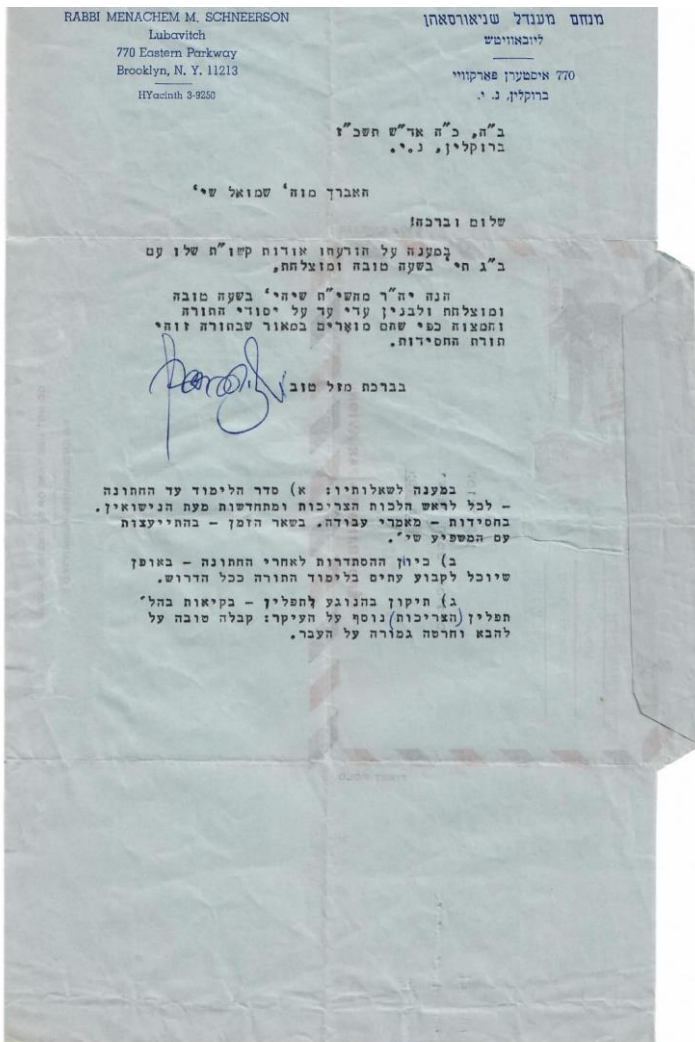 RABBI MENACHEM M. SCHNEERSON
Lubavitch
770 Eastern Parkway
Brooklyn, N. Y. 11213
HYacinth 3-9250
מנחם מענדל שניאורסאהן
ליובאוויטש
770 איסטערן פארקוויי
ברוקלין, נ. י.
ב"ה, כ"ה אד"ש תשכ"ז
ברוקלין, נ.י.
האברך מוה' שמואל שי'
שלום וברכה!
במענה על הודעתו אודות קשו"ת שלו עם
ב"ג תי' בשעה טובה ומוצלחת,
הנה יה"ר מהשי"ת שיהי' בשעה טובה
ומוצלחת ולבנין עדי עד על יסודי התורה
והמצוה כפי שהם מוארים במאור שבתורה זוהי
תורת החסידות.
בברכת מזל טוב
במענה לשאלותיו: א) סדר הלימוד עד החתונה
- לכל לראש הלכות הצריכות ומתחדשות מעת הנישואין.
בחסידות - מאמרי עבודה. בשאר הזמן - בהתייעצות
עם המשפיע שי'.
ב) כיון ההסתדרות לאחרי החתונה - באופן
שיוכל לקבוע עתים בלימוד התורה ככל הדרוש.
ג) תיקון בהנוגע לתפלין - בקיאות בהל'
תפלין (הצריכות) נוסף על העיקר: קבלה טובה על
להבא וחרטה גמורה על העבר.